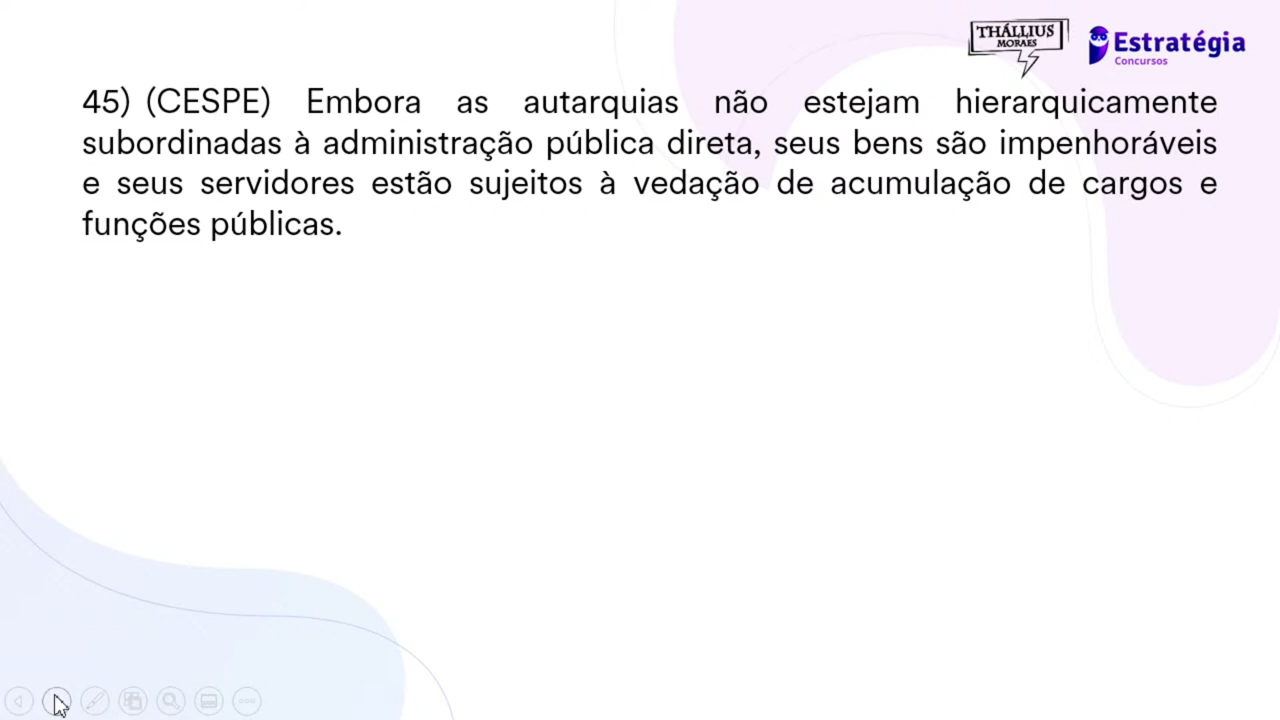 THÁLLIUS
MORAES
Estratégia
Concursos
45) (CESPE) Embora as autarquias não estejam hierarquicamente
subordinadas à administração pública direta, seus bens são impenhoráveis
e seus servidores estão sujeitos à vedação de acumulação de cargos e
funções públicas.